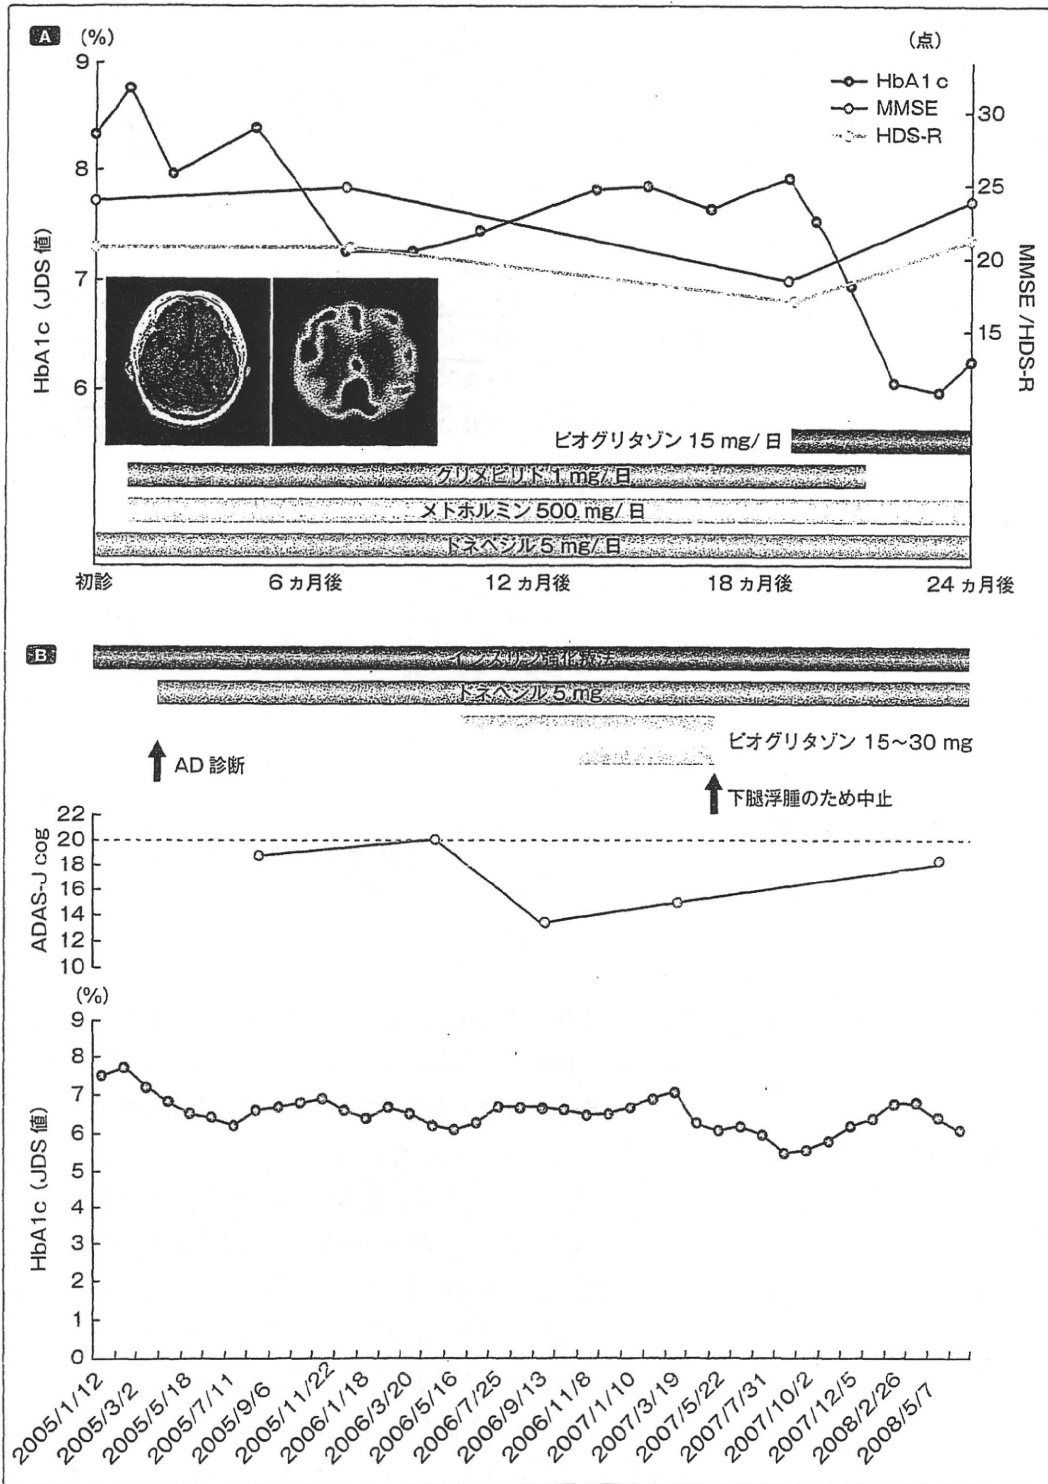 A (%) (点)
9
8
7
6
HbA1c（JDS 値）
HbA1c
MMSE
HDS-R
30
25
20
15
MMSE/HDS-R
ピオグリタゾン 15 mg/日
グリメピリド 1 mg/日
メトホルミン 500 mg/日
ドネペジル 5 mg/日
初診 6 ヵ月後 12 ヵ月後 18 ヵ月後 24 ヵ月後
B
インスリン強化療法
ドネペジル 5 mg
ピオグリタゾン 15～30 mg
AD 診断
下腿浮腫のため中止
22
20
18
16
14
12
10
ADAS-J cog
(%)
9
8
7
6
5
4
3
2
1
0
HbA1c（JDS 値）
2005/1/12
2005/3/2
2005/5/18
2005/7/11
2005/9/6
2005/11/22
2006/1/18
2006/3/20
2006/5/16
2006/7/25
2006/9/13
2006/11/8
2007/1/10
2007/3/19
2007/5/22
2007/7/31
2007/10/2
2007/12/5
2008/2/26
2008/5/7